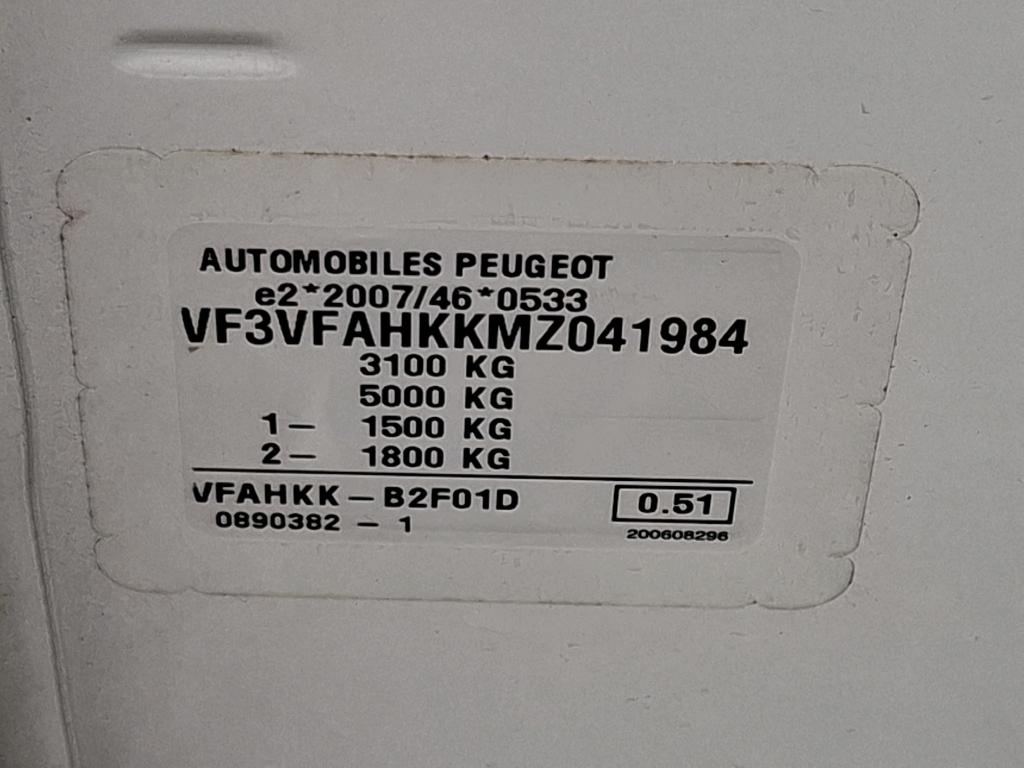 AUTOMOBILES PEUGEOT
e2*2007/46*0533
VF3VFAHKKMZ041984
3100 KG
5000 KG
1- 1500 KG
2- 1800 KG
VFAHKK-B2F01D 0.51
0890382 - 1 200608296